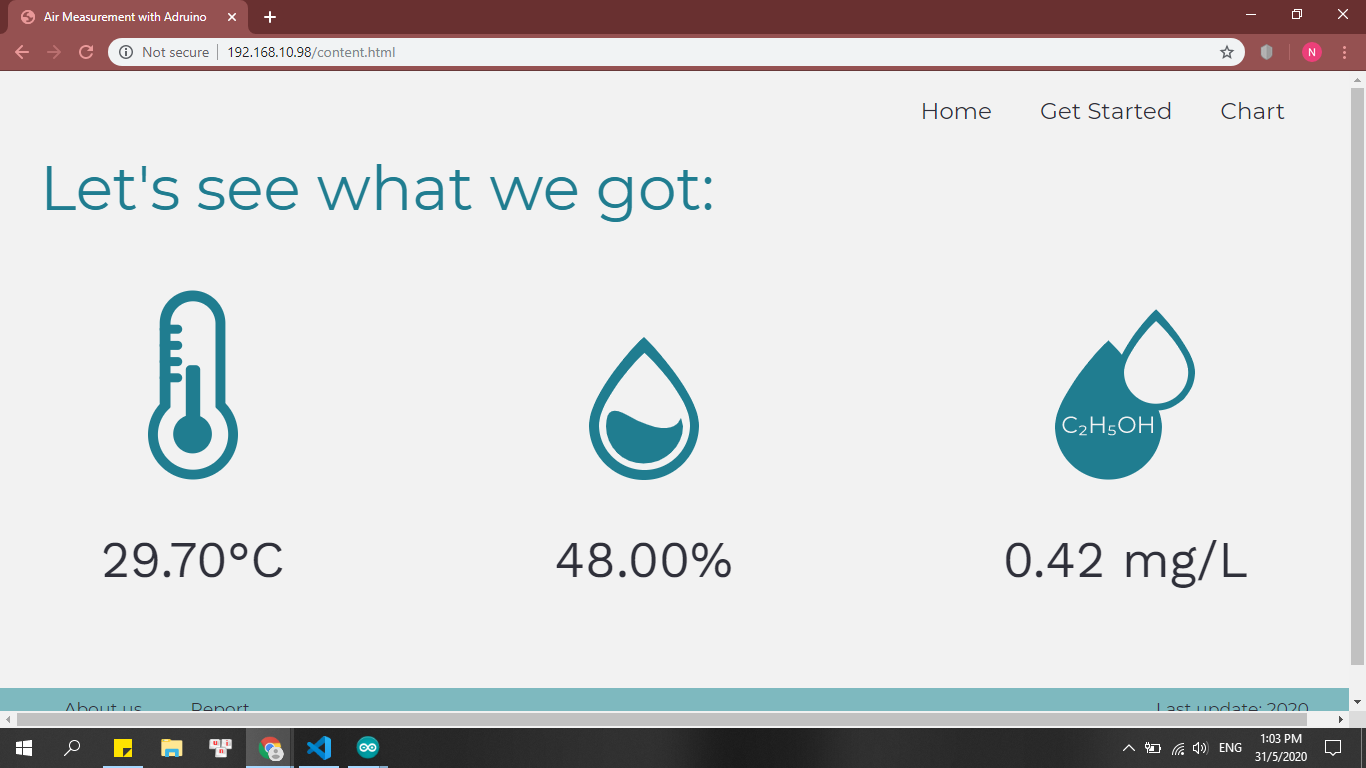 Air Measurement with Adruino
Not secure 192.168.10.98/content.html
N
Home Get Started Chart
Let's see what we got:
C₂H₅OH
29.70°C 48.00% 0.42 mg/L
About us Report Last update: 2020
ENG
1:03 PM
31/5/2020